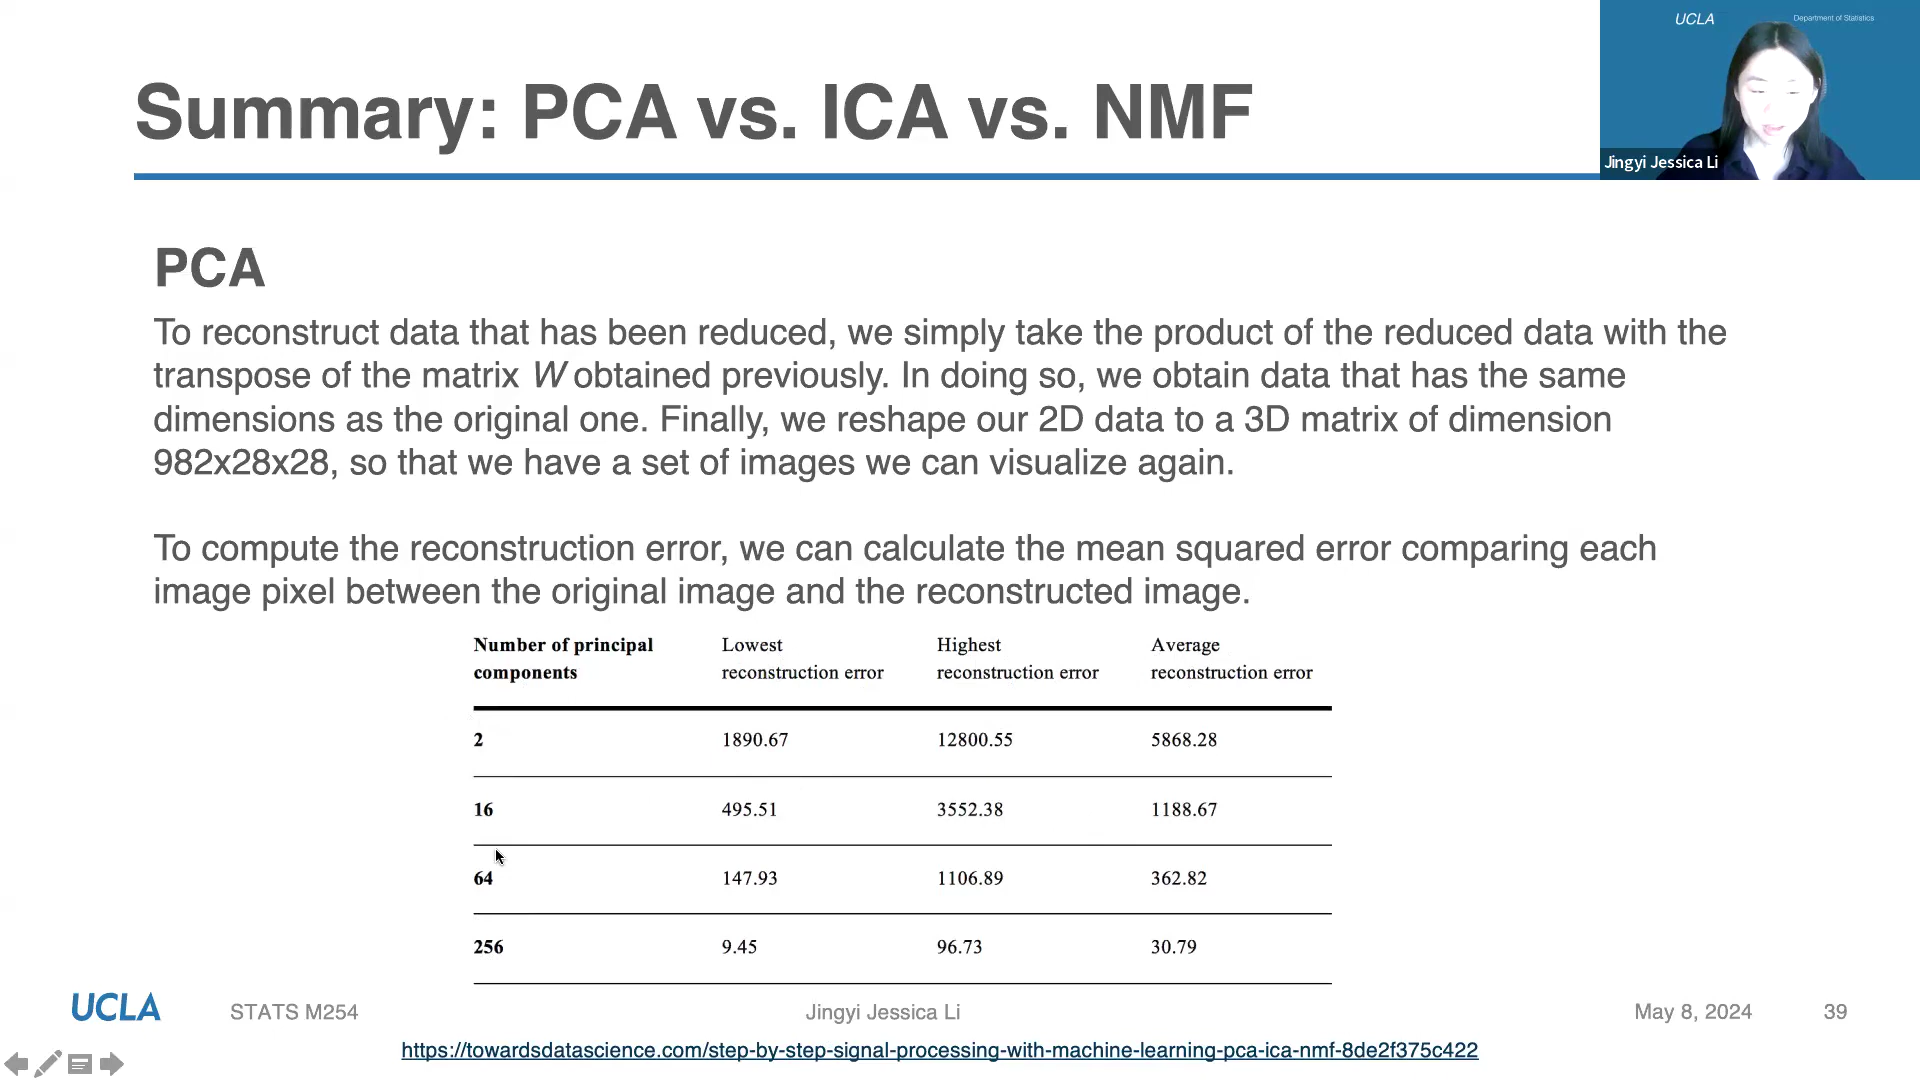 UCLA
Department of Statistics
Summary: PCA vs. ICA vs. NMF
Jingyi Jessica Li
PCA
To reconstruct data that has been reduced, we simply take the product of the reduced data with the
transpose of the matrix W obtained previously. In doing so, we obtain data that has the same
dimensions as the original one. Finally, we reshape our 2D data to a 3D matrix of dimension
982x28x28, so that we have a set of images we can visualize again.
To compute the reconstruction error, we can calculate the mean squared error comparing each
image pixel between the original image and the reconstructed image.
Number of principal Lowest Highest Average
components reconstruction error reconstruction error reconstruction error
2 1890.67 12800.55 5868.28
16 495.51 3552.38 1188.67
64 147.93 1106.89 362.82
256 9.45 96.73 30.79
UCLA STATS M254 Jingyi Jessica Li May 8, 2024 39
https://towardsdatascience.com/step-by-step-signal-processing-with-machine-learning-pca-ica-nmf-8de2f375c422